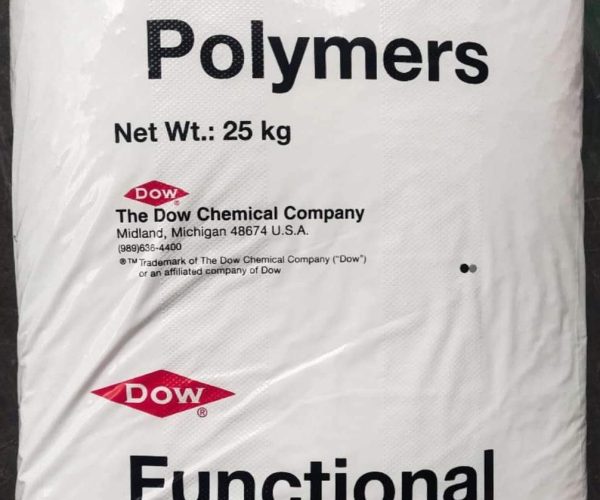 Polymers
Net Wt.: 25 kg
DOW
The Dow Chemical Company
Midland, Michigan 48674 U.S.A.
(989)636-4400
®™Trademark of The Dow Chemical Company ("Dow")
or an affiliated company of Dow
DOW®
Functional